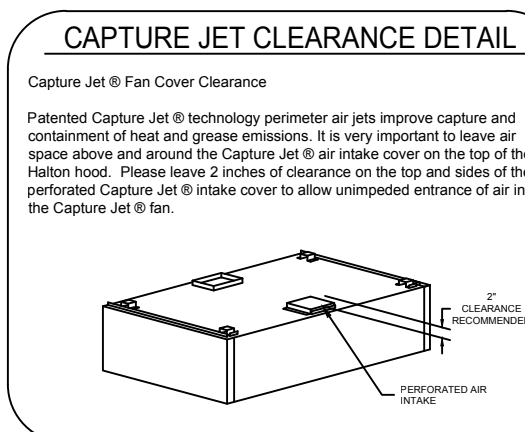 CAPTURE JET CLEARANCE DETAIL
Capture Jet ® Fan Cover Clearance
Patented Capture Jet ® technology perimeter air jets improve capture and
containment of heat and grease emissions. It is very important to leave air
space above and around the Capture Jet ® air intake cover on the top of the
Halton hood. Please leave 2 inches of clearance on the top and sides of the
perforated Capture Jet ® intake cover to allow unimpeded entrance of air in
the Capture Jet ® fan.
2"
CLEARANCE
RECOMMENDED
PERFORATED AIR
INTAKE